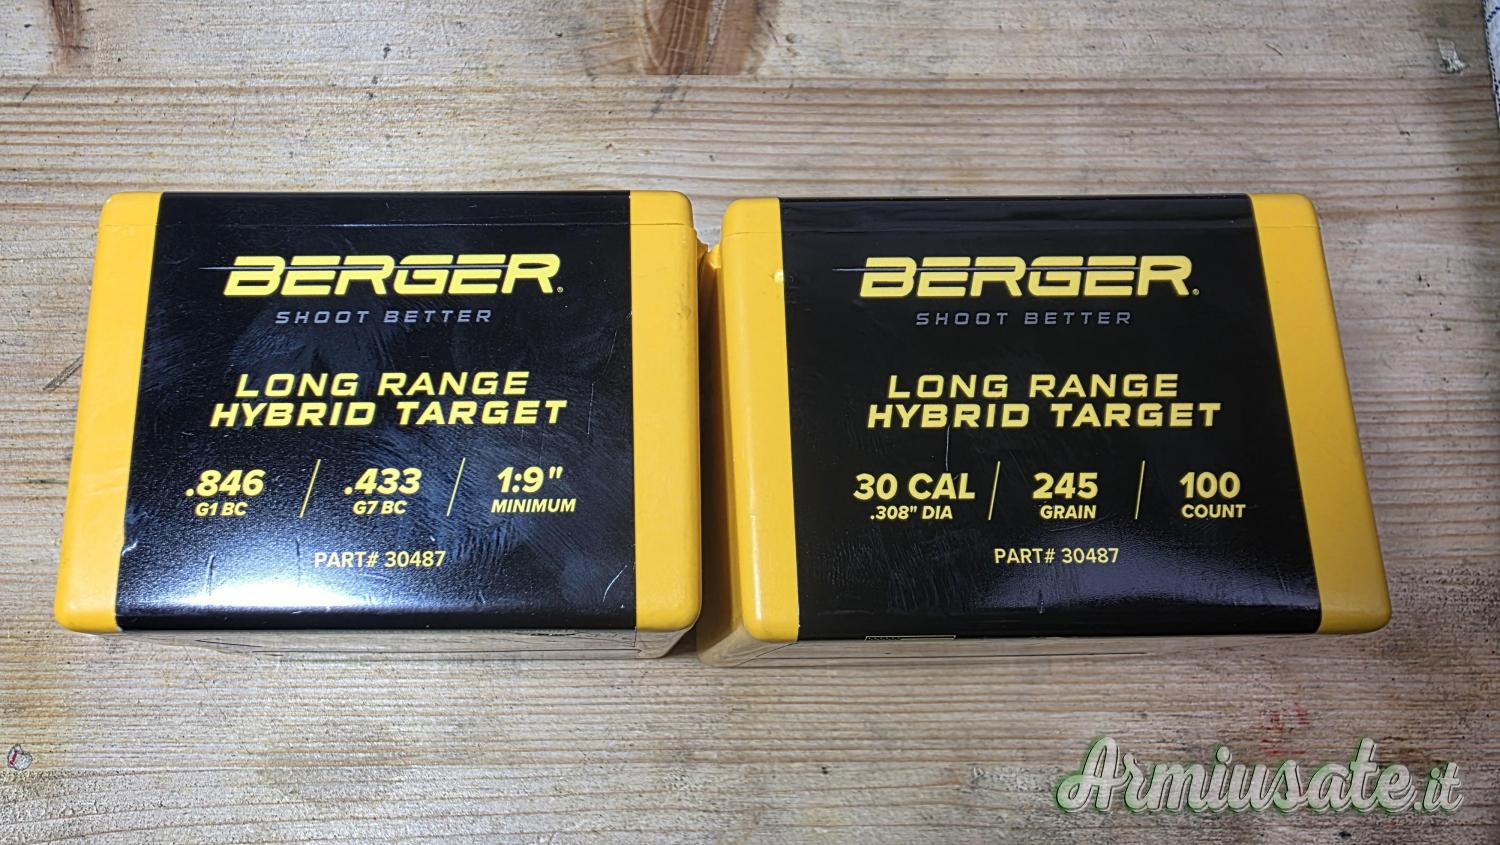 BERGER®
SHOOT BETTER
LONG RANGE
HYBRID TARGET
.846 .433 1:9"
G1 BC G7 BC MINIMUM
PART# 30487
BERGER®
SHOOT BETTER
LONG RANGE
HYBRID TARGET
30 CAL 245 100
.308" DIA GRAIN COUNT
PART# 30487
Armiusate.it